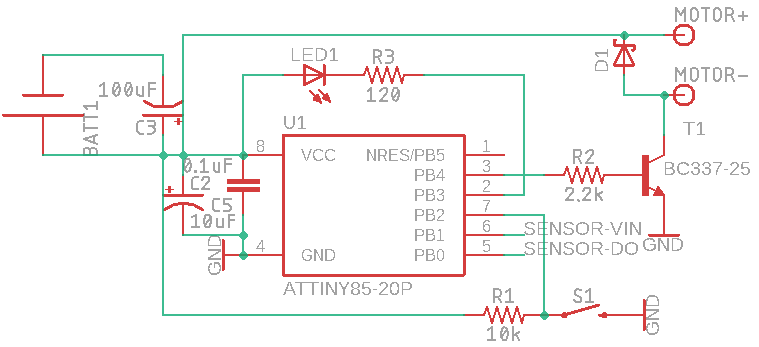 MOTOR+
LED1
R3
D1
MOTOR-
100uF
120
BATT1
C3
U1
T1
8
VCC
NRES/PB5
1
0.1uF
PB4
3
R2
BC337-25
C2
PB3
2
2.2k
C5
PB2
7
10uF
PB1
6
SENSOR-VIN
GND
4
GND
PB0
5
SENSOR-DO
GND
ATTINY85-20P
R1
S1
GND
10k